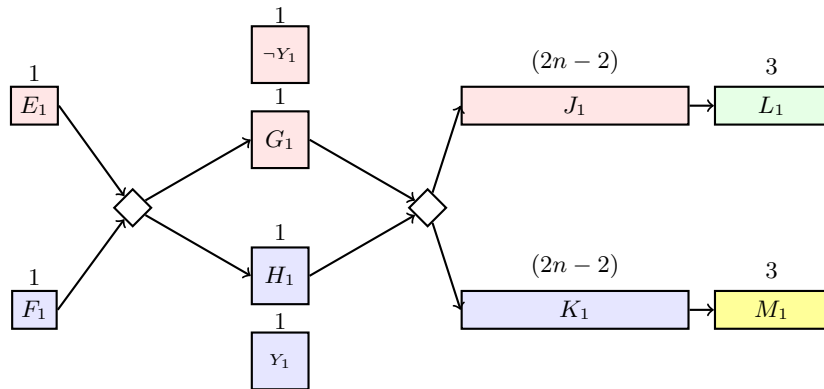 1
¬Y₁
1
E₁
1
G₁
(2n − 2)
J₁
3
L₁
1
F₁
1
H₁
1
Y₁
(2n − 2)
K₁
3
M₁